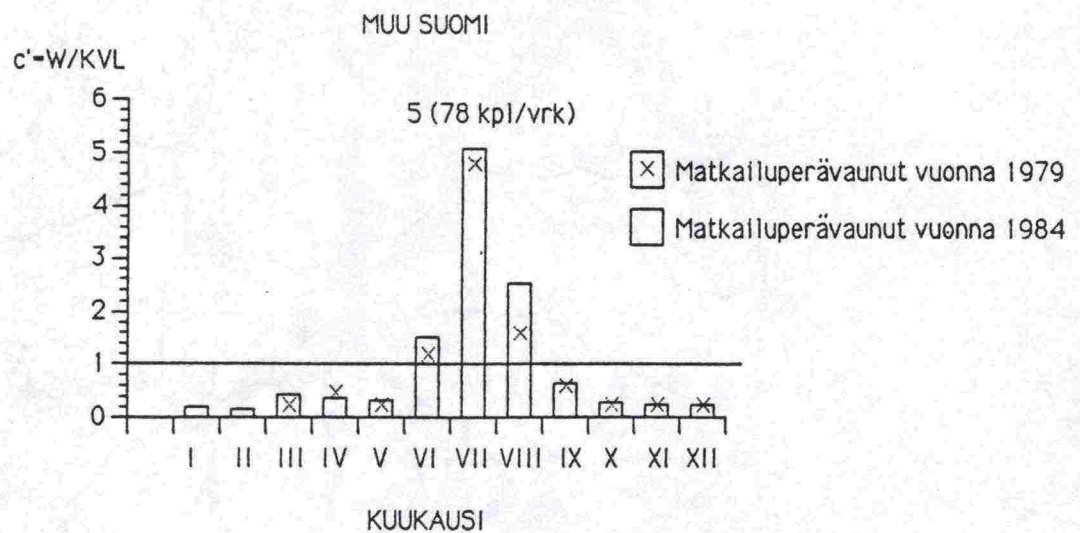 MUU SUOMI
c'-W/KVL
5 (78 kpl/vrk)
6
5
4
3
2
1
0
× Matkailuperävaunut vuonna 1979
Matkailuperävaunut vuonna 1984
I II III IV V VI VII VIII IX X XI XII
KUUKAUSI